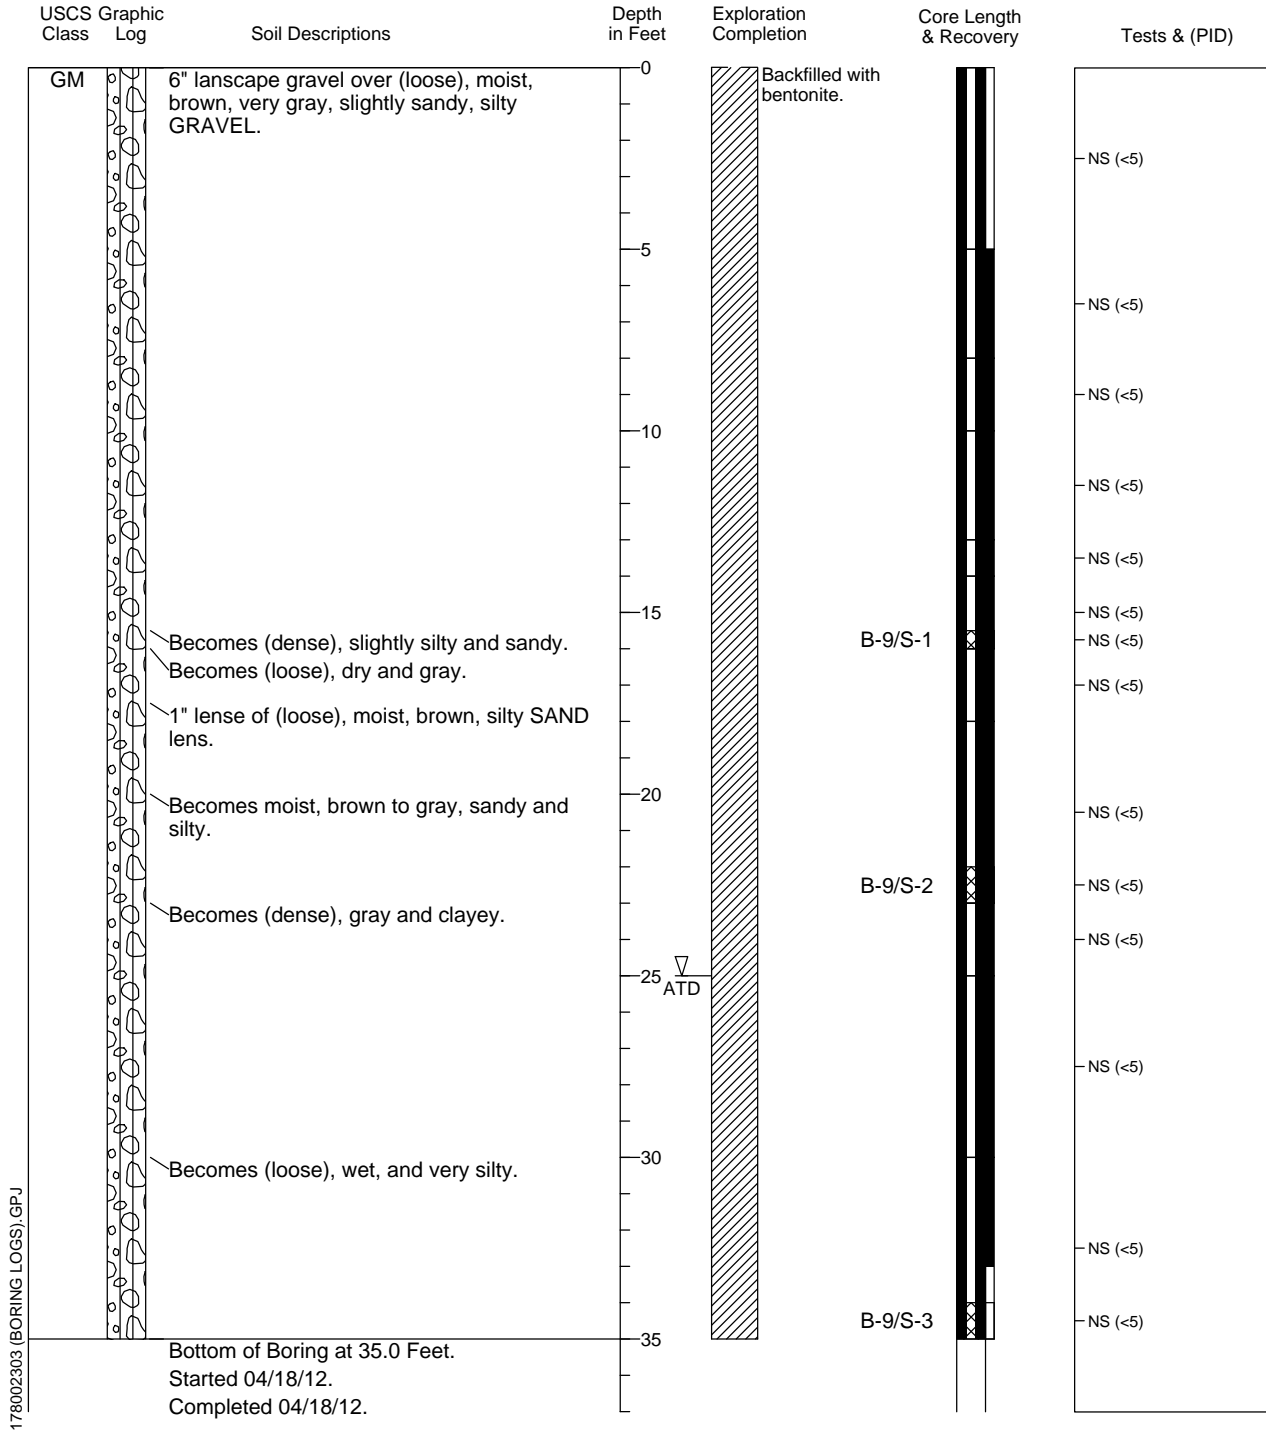 USCS Graphic
Class Log
Soil Descriptions
Depth
in Feet
Exploration
Completion
Core Length
& Recovery
Tests & (PID)
GM
6" lanscape gravel over (loose), moist,
brown, very gray, slightly sandy, silty
GRAVEL.
0
Backfilled with
bentonite.
NS (<5)
5
NS (<5)
NS (<5)
10
NS (<5)
NS (<5)
15
NS (<5)
Becomes (dense), slightly silty and sandy.
B-9/S-1
NS (<5)
Becomes (loose), dry and gray.
NS (<5)
1" lense of (loose), moist, brown, silty SAND
lens.
20
Becomes moist, brown to gray, sandy and
silty.
NS (<5)
B-9/S-2
NS (<5)
Becomes (dense), gray and clayey.
NS (<5)
25
ATD
NS (<5)
30
Becomes (loose), wet, and very silty.
NS (<5)
B-9/S-3
NS (<5)
35
Bottom of Boring at 35.0 Feet.
Started 04/18/12.
Completed 04/18/12.
178002303 (BORING LOGS).GPJ